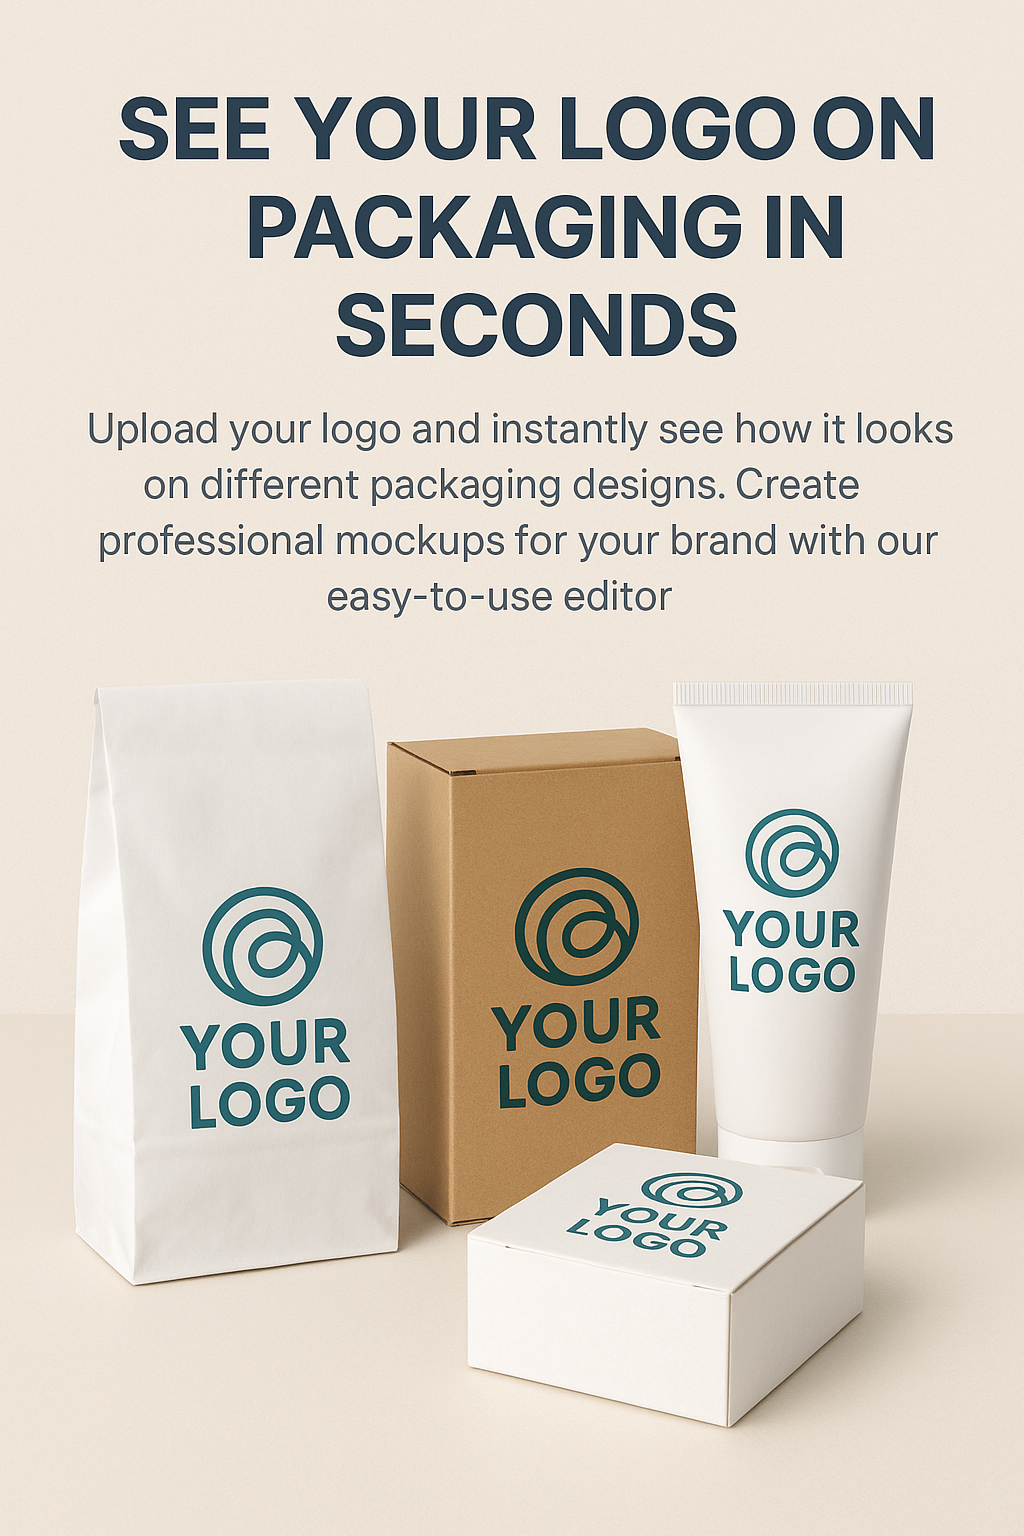 SEE YOUR LOGO ON
PACKAGING IN
SECONDS
Upload your logo and instantly see how it looks
on different packaging designs. Create
professional mockups for your brand with our
easy-to-use editor
YOUR
LOGO
YOUR
LOGO
YOUR
LOGO
YOUR
LOGO